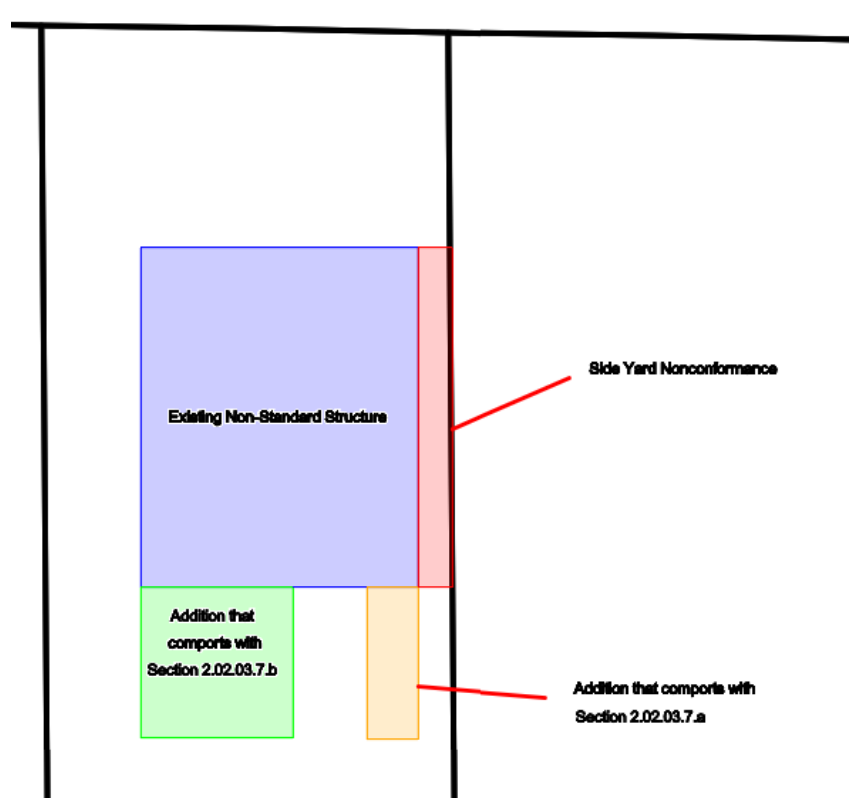 Side Yard Nonconformance
Existing Non-Standard Structure
Addition that
comports with
Section 2.02.03.7.b
Addition that comports with
Section 2.02.03.7.a